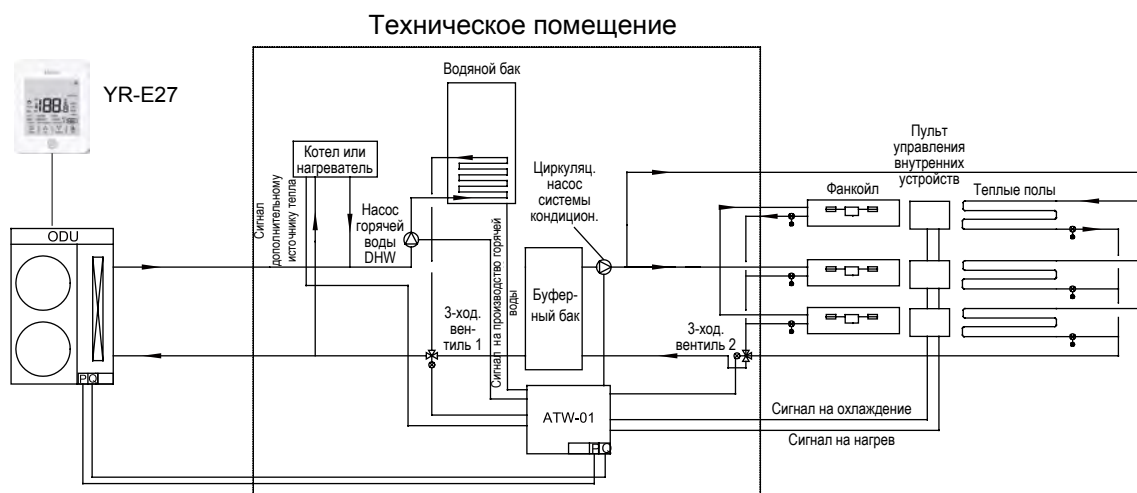 Техническое помещение
YR-E27
Водяной бак
Котел или
нагреватель
Сигнал
дополнительному
источнику тепла
Насос
горячей
воды
DHW
Циркуляц.
насос
системы
кондицион.
Пульт
управления
внутренних
устройств
Фанкойл
Теплые полы
ODU
Буфер-
ный бак
3-ход.
вен-
тиль 1
Сигнал на производство горячей
воды
3-ход.
вентиль 2
P Q
ATW-01
P Q
Сигнал на охлаждение
Сигнал на нагрев